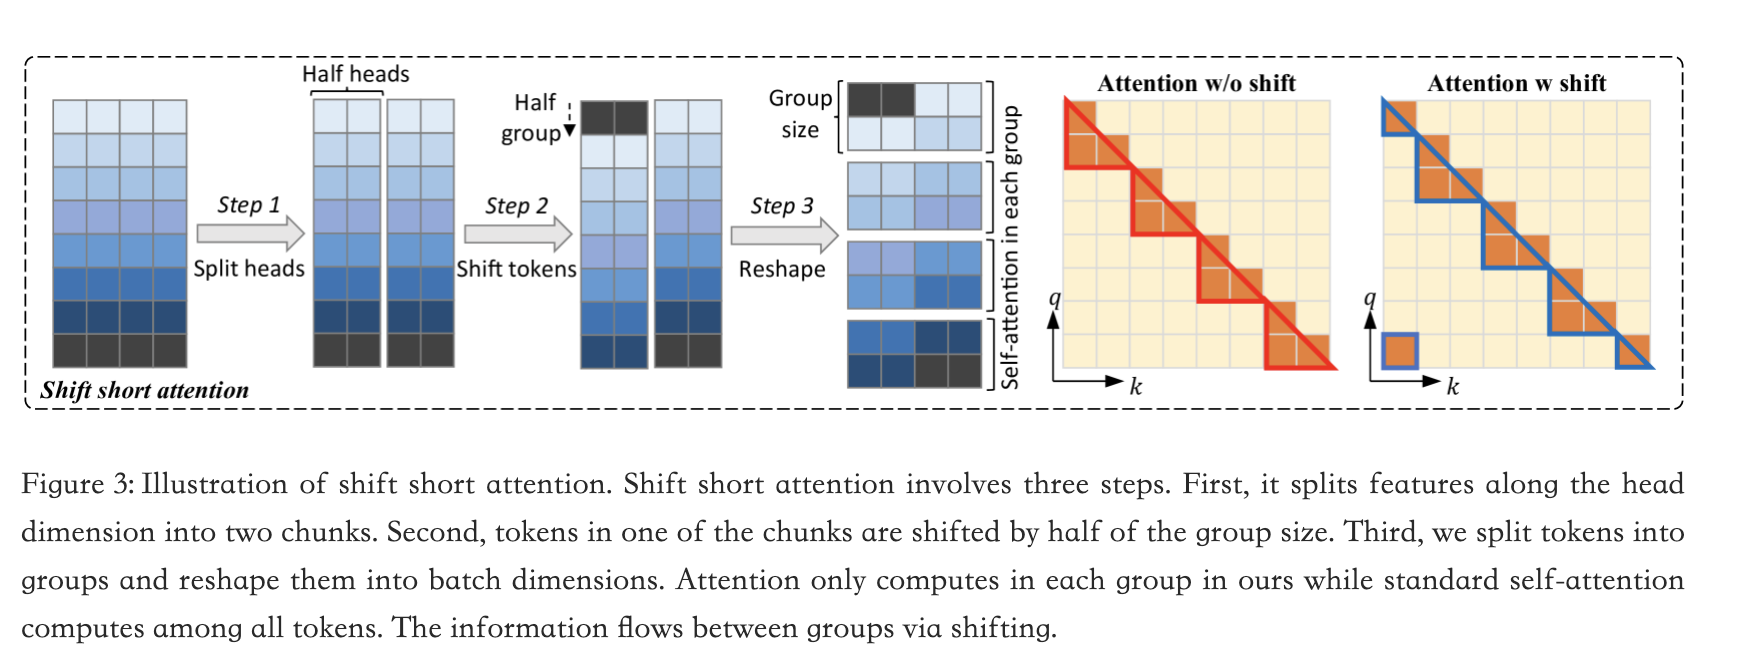 Half heads
Half
group
Group
size
Attention w/o shift
Attention w shift
Step 1
Split heads
Step 2
Shift tokens
Step 3
Reshape
Self-attention in each group
q
k
q
k
Shift short attention
Figure 3: Illustration of shift short attention. Shift short attention involves three steps. First, it splits features along the head
dimension into two chunks. Second, tokens in one of the chunks are shifted by half of the group size. Third, we split tokens into
groups and reshape them into batch dimensions. Attention only computes in each group in ours while standard self-attention
computes among all tokens. The information flows between groups via shifting.